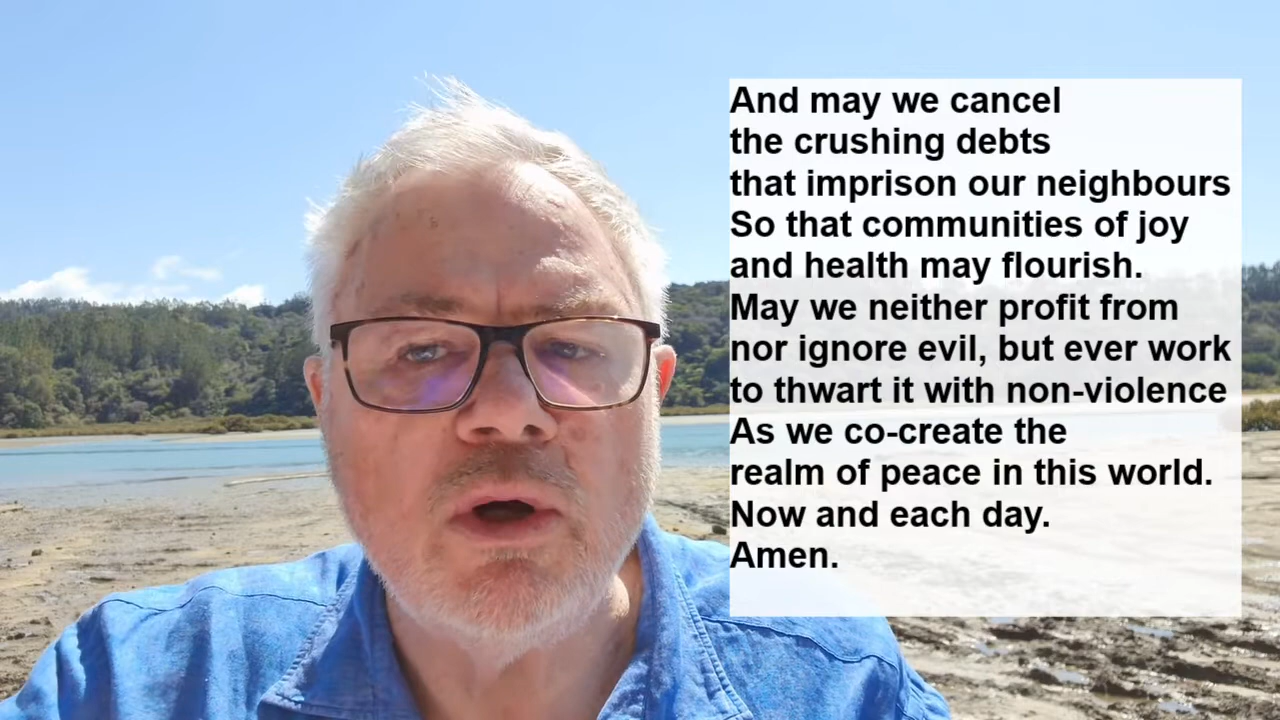 And may we cancel
the crushing debts
that imprison our neighbours
So that communities of joy
and health may flourish.
May we neither profit from
nor ignore evil, but ever work
to thwart it with non-violence
As we co-create the
realm of peace in this world.
Now and each day.
Amen.